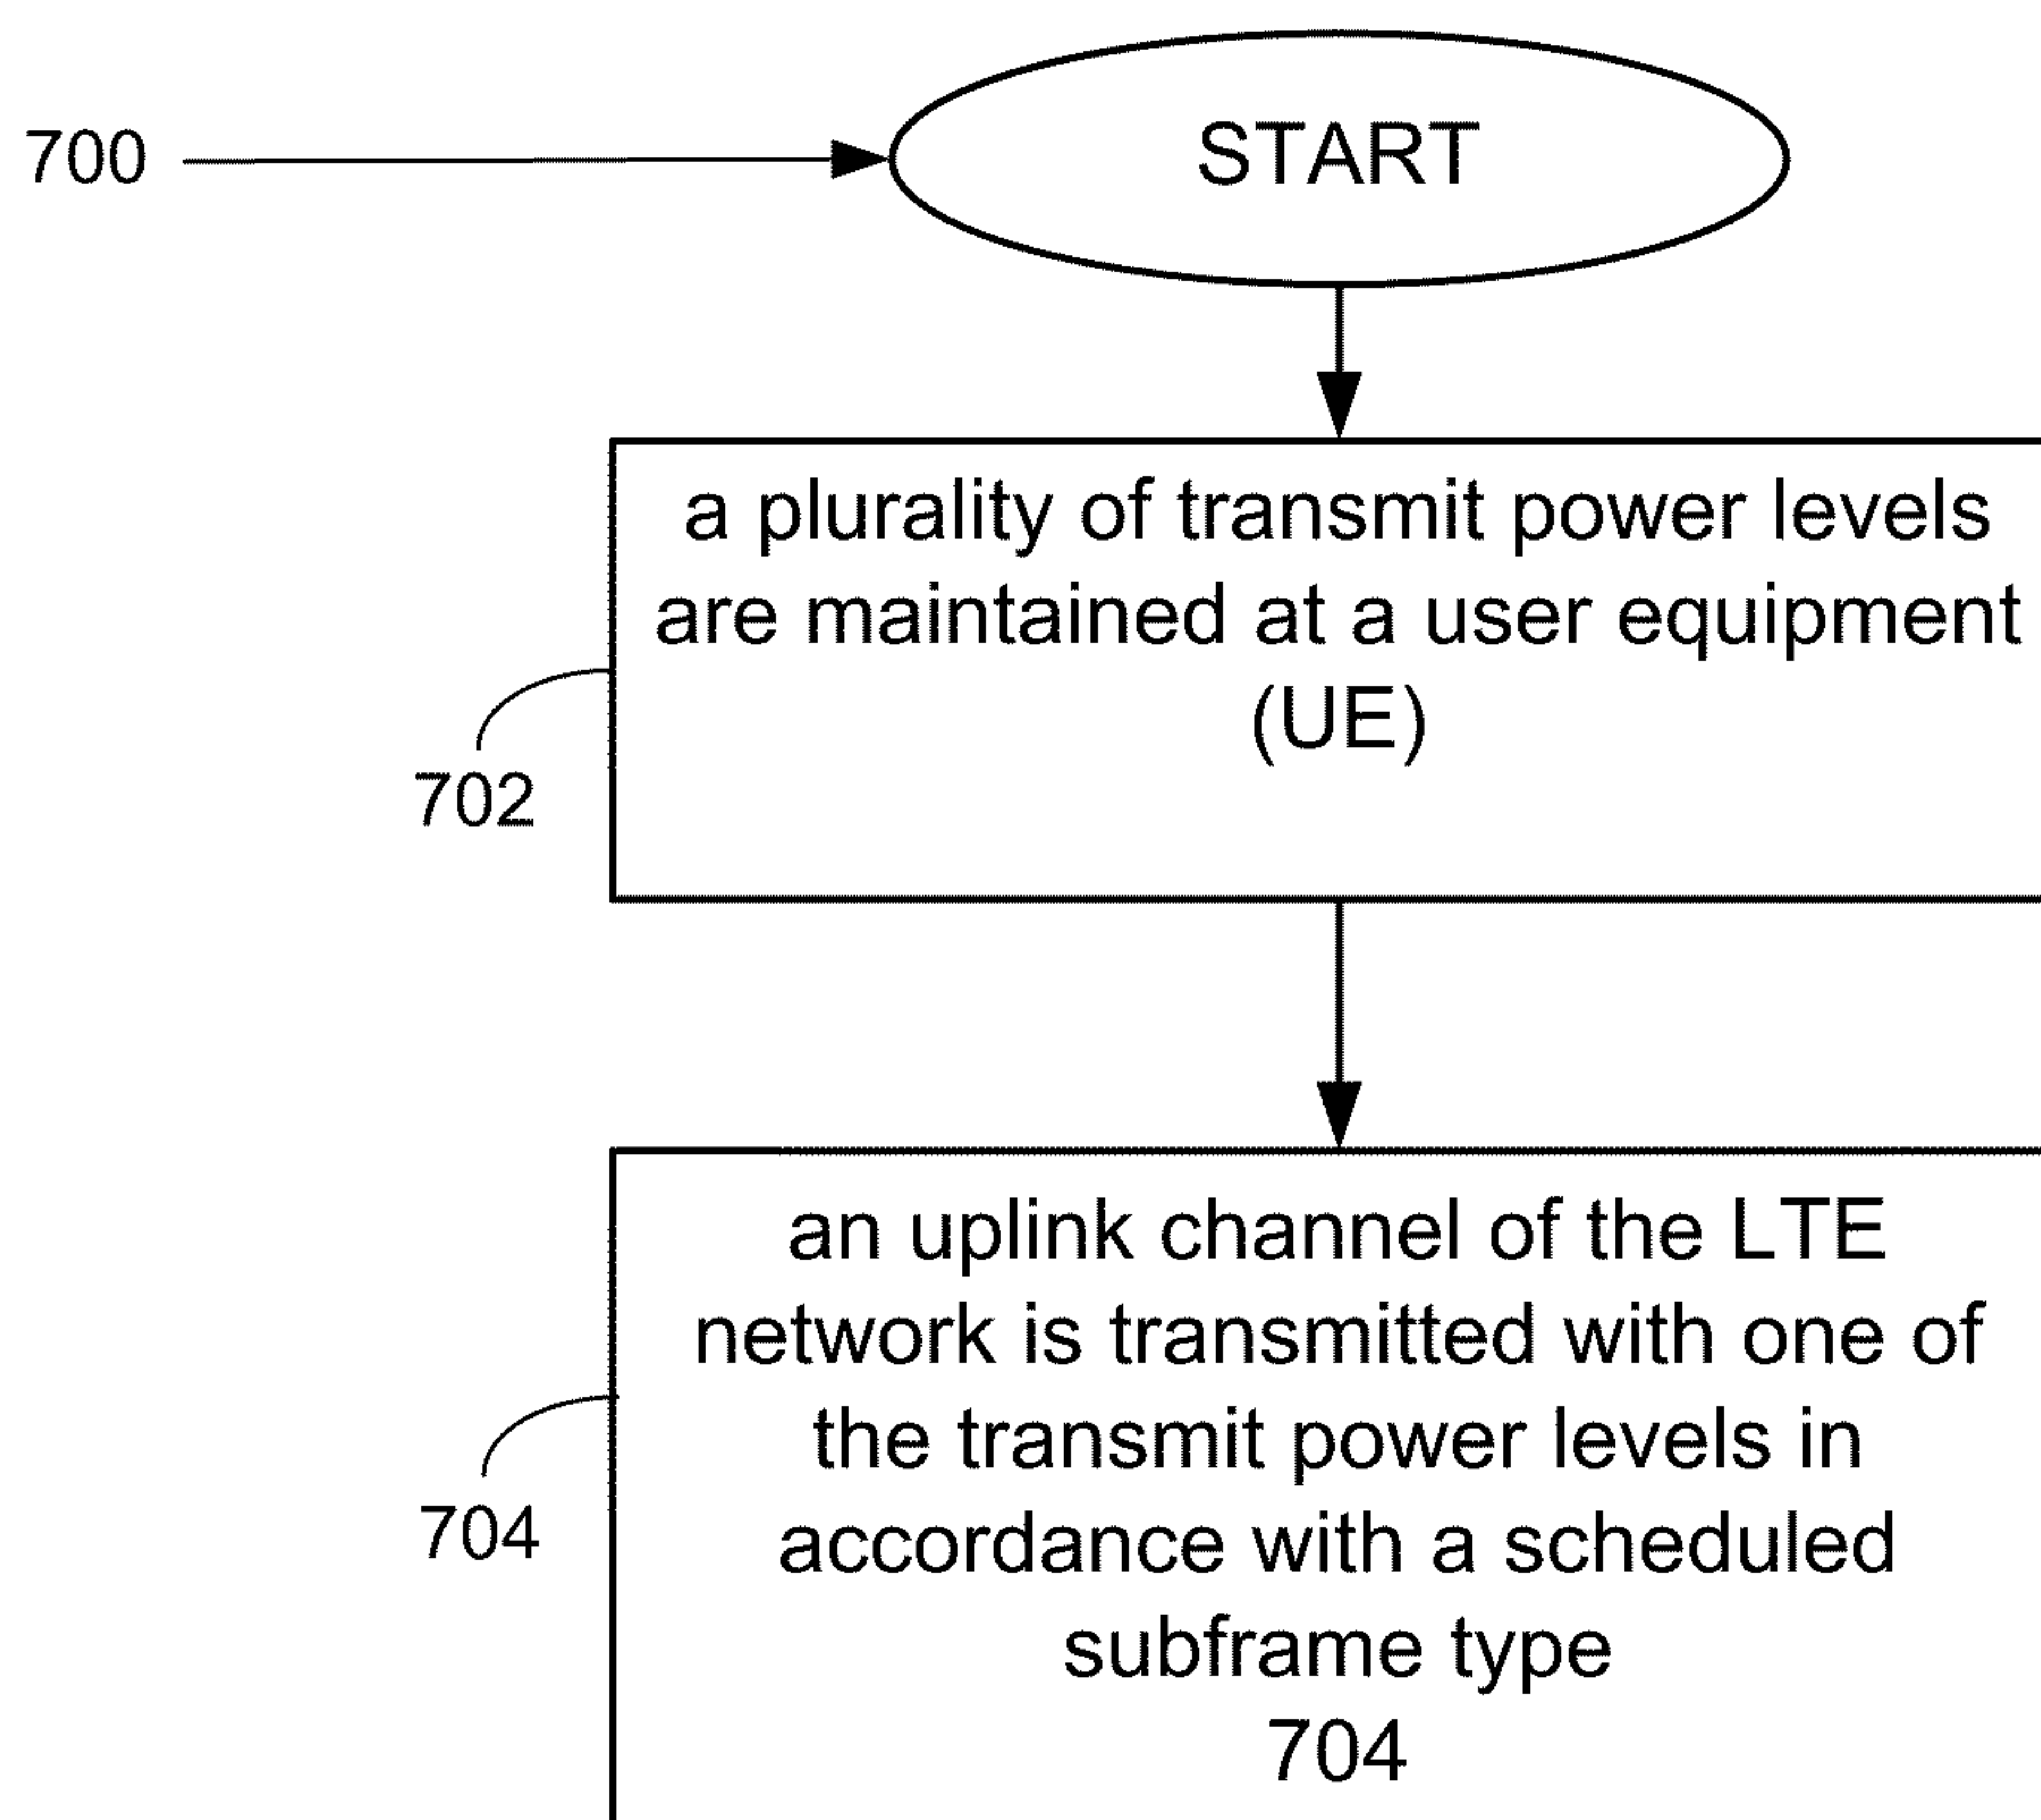 700
START
a plurality of transmit power levels
are maintained at a user equipment
(UE)
702
an uplink channel of the LTE
network is transmitted with one of
the transmit power levels in
accordance with a scheduled
subframe type
704
704